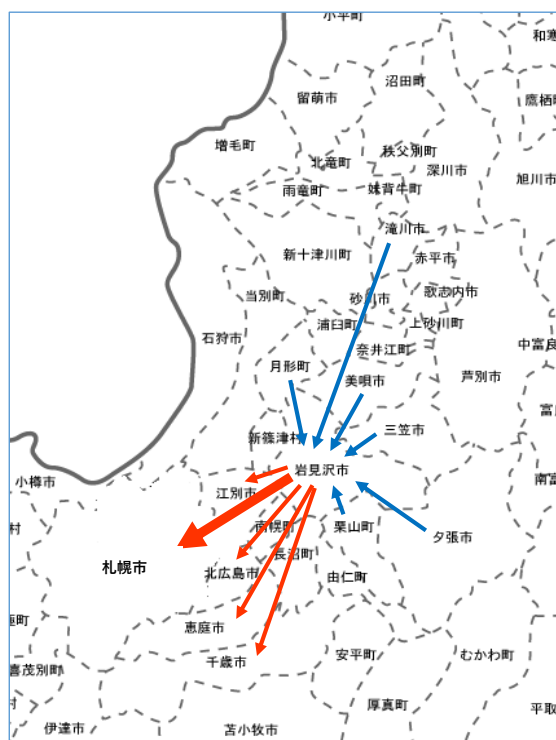 小平町
和寒
沼田町
留萌市
鷹栖町
増毛町
秩父別町
北竜町
深川市
旭川市
雨竜町
妹背牛町
滝川市
新十津川町
赤平市
当別町
砂川市
歌志内市
浦臼町
上砂川町
石狩市
奈井江町
中富良
月形町
美唄市
芦別市
富
三笠市
新篠津村
岩見沢市
小樽市
南富
江別市
村
南幌町
栗山町
夕張市
札幌市
長沼町
北広島市
由仁町
恵庭市
千歳市
安平町
むかわ町
喜茂別町
村
厚真町
平取
伊達市
苫小牧市